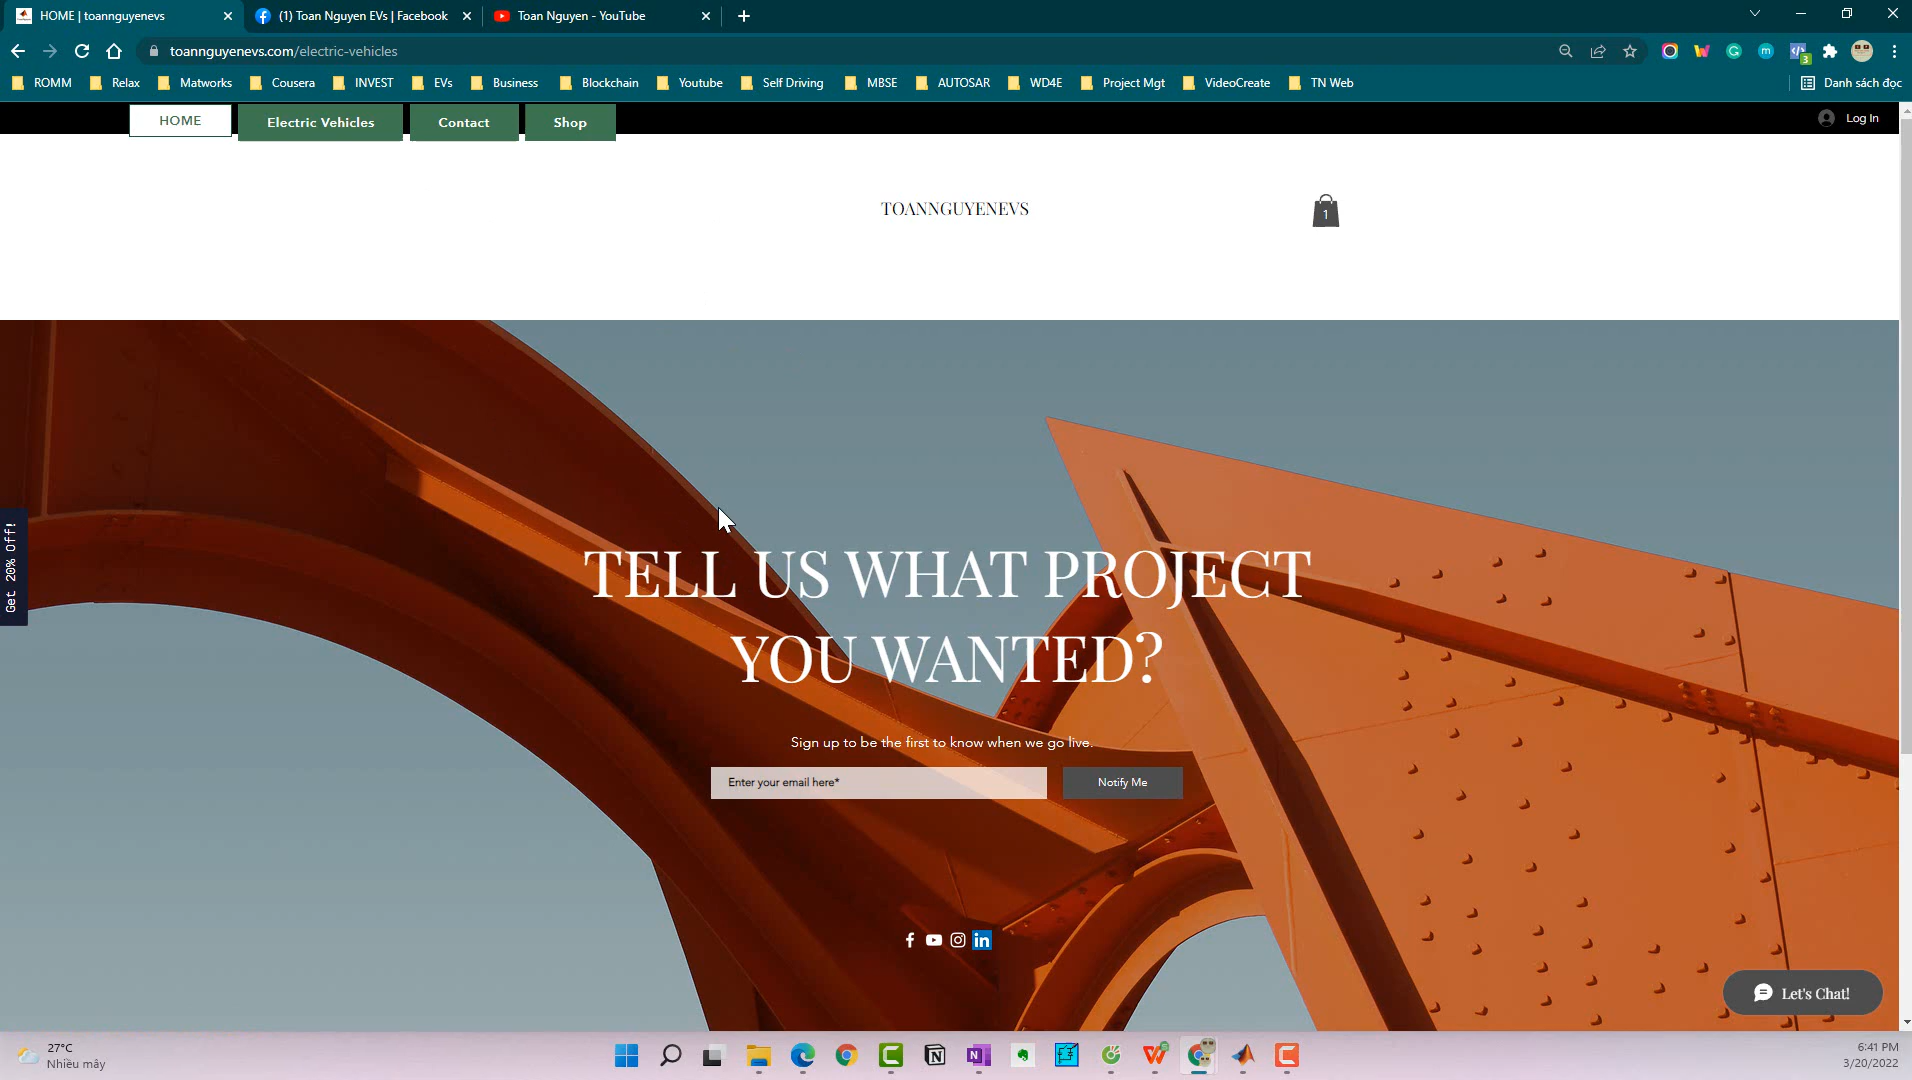 HOME | toannguyenevs
(1) Toan Nguyen EVs | Facebook
Toan Nguyen - YouTube
toannguyenevs.com/electric-vehicles
3
ROMM
Relax
Matworks
Cousera
INVEST
EVs
Business
Blockchain
Youtube
Self Driving
MBSE
AUTOSAR
WD4E
Project Mgt
VideoCreate
TN Web
Danh sách đọc
HOME
Electric Vehicles
Contact
Shop
Log In
TOANNGUYENEVS
1
Get 20% Off!
TELL US WHAT PROJECT
YOU WANTED?
Sign up to be the first to know when we go live.
Enter your email here*
Notify Me
Let's Chat!
27°C
Nhiều mây
6:41 PM
3/20/2022